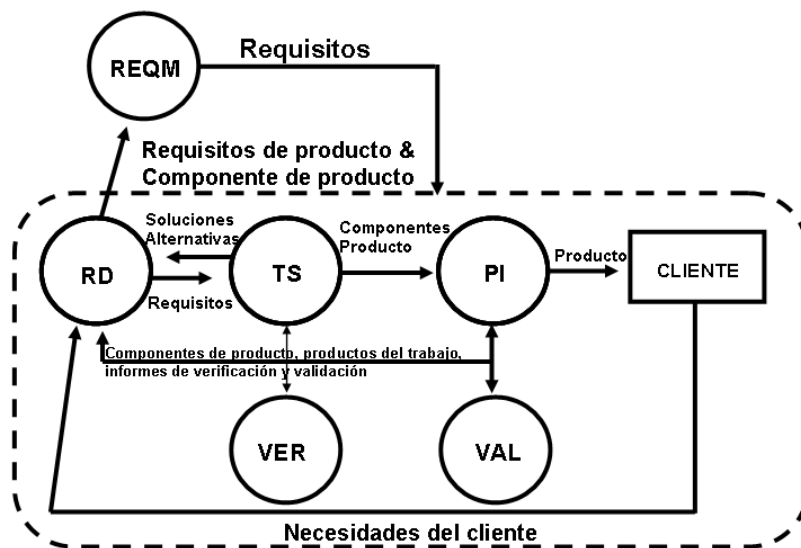 REQM
Requisitos
Requisitos de producto &
Componente de producto
RD
Soluciones
Alternativas
Requisitos
TS
Componentes
Producto
PI
Producto
CLIENTE
Componentes de producto, productos del trabajo,
informes de verificación y validación
VER
VAL
Necesidades del cliente